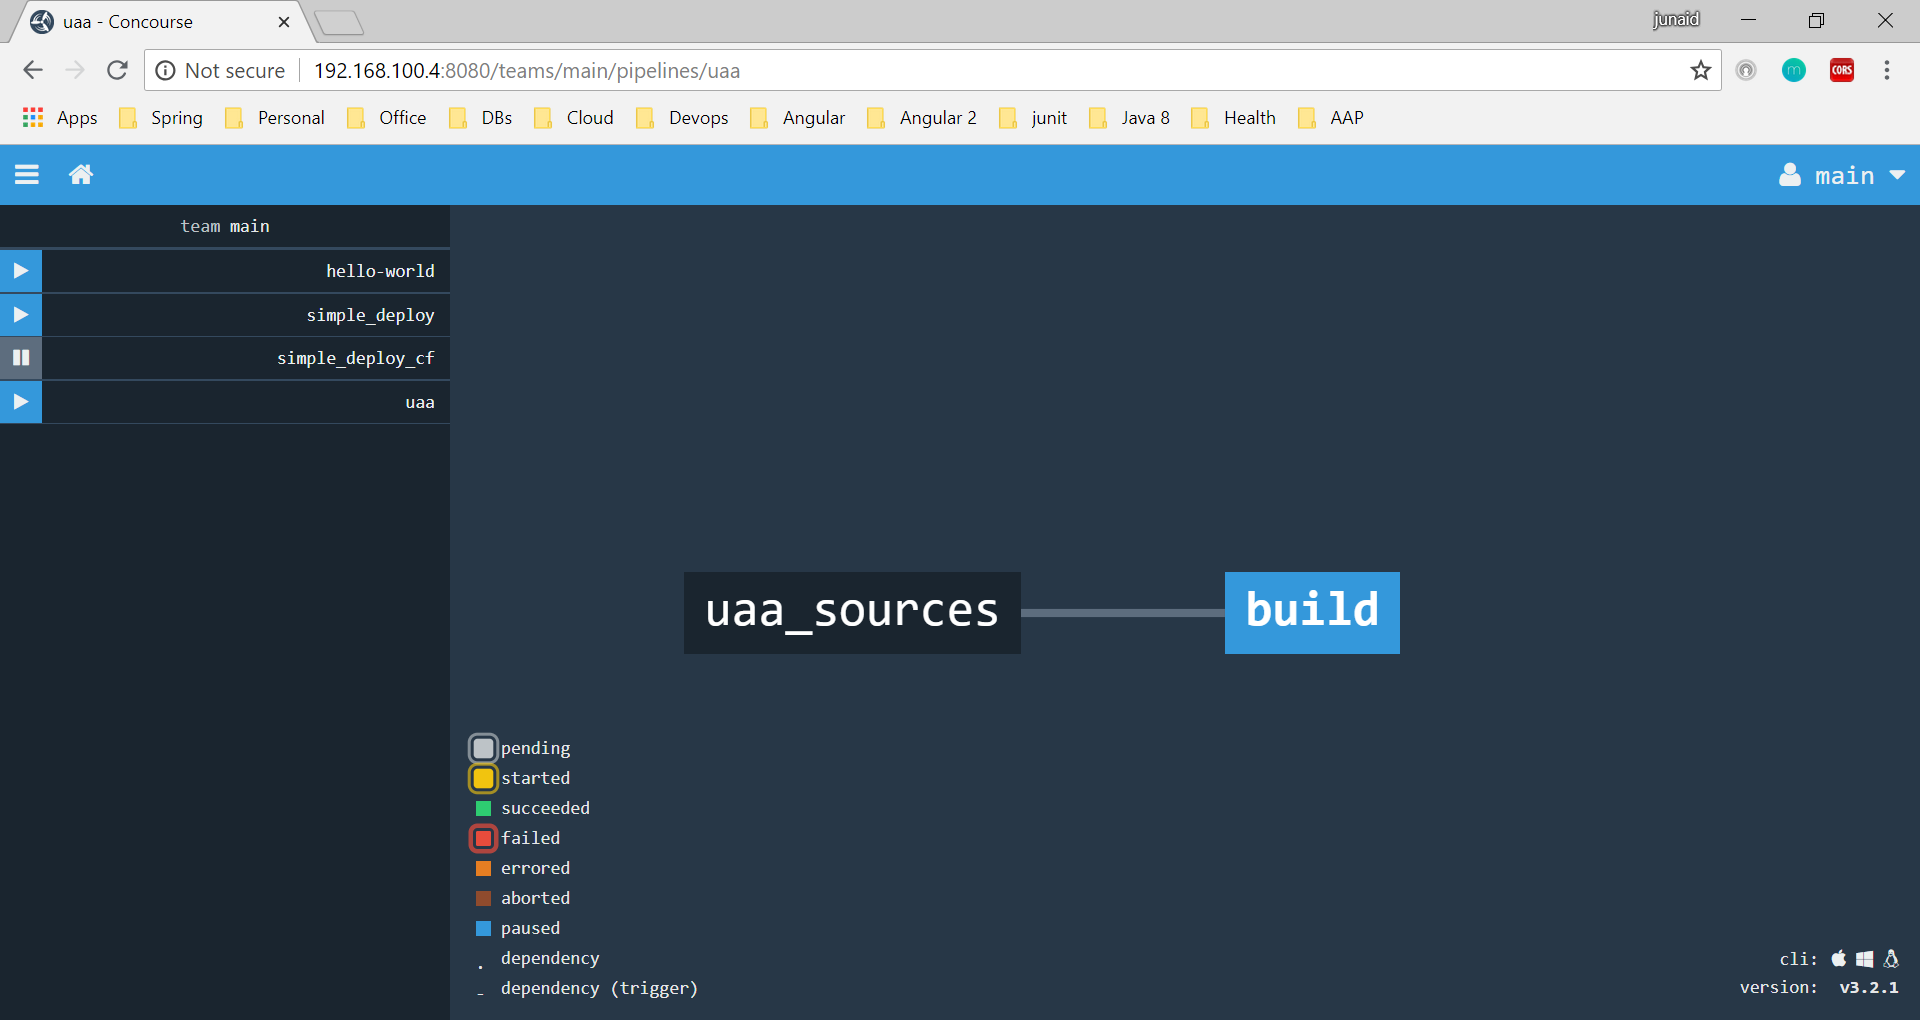 uaa - Concourse
junaid
Not secure
192.168.100.4:8080/teams/main/pipelines/uaa
CORS
Apps Spring Personal Office DBs Cloud Devops Angular Angular 2 junit Java 8 Health AAP
main
team main
hello-world
simple_deploy
simple_deploy_cf
uaa
uaa_sources
build
pending
started
succeeded
failed
errored
aborted
paused
dependency
dependency (trigger)
cli:
version: v3.2.1